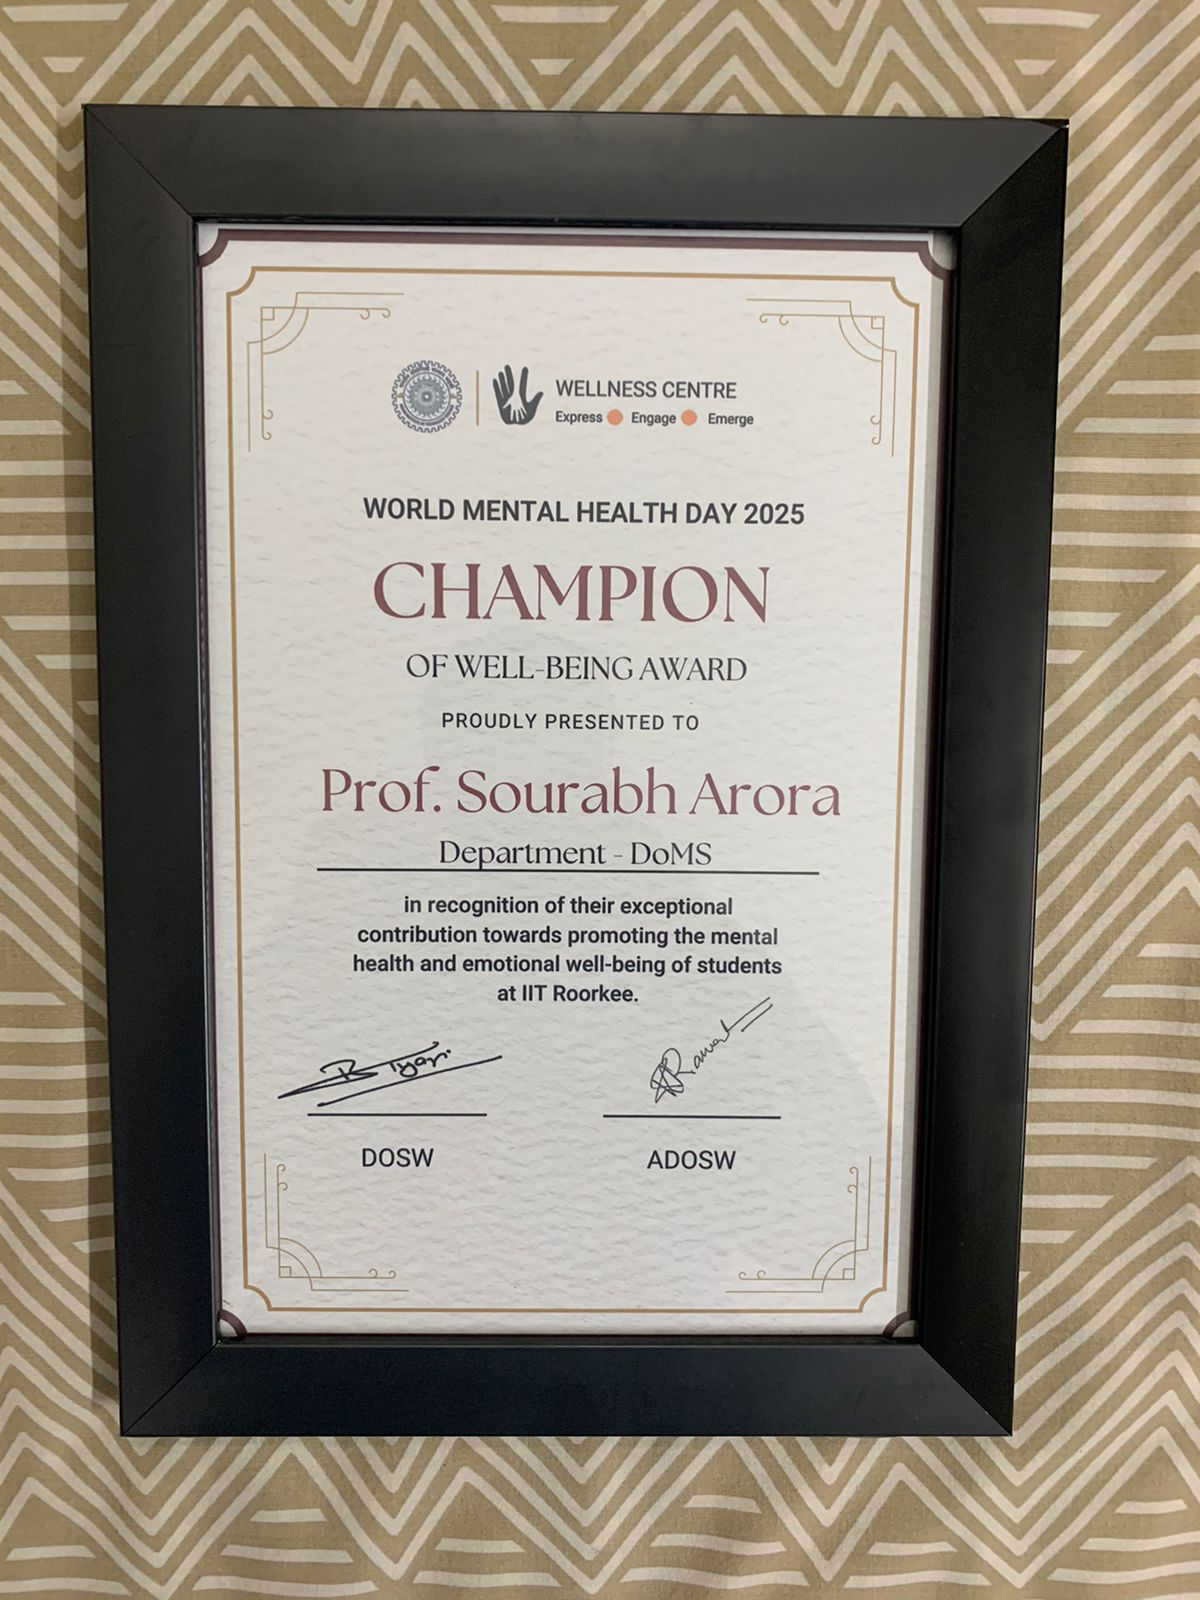 WELLNESS CENTRE
Express Engage Emerge
WORLD MENTAL HEALTH DAY 2025
CHAMPION
OF WELL-BEING AWARD
PROUDLY PRESENTED TO
Prof. Sourabh Arora
Department - DoMS
in recognition of their exceptional
contribution towards promoting the mental
health and emotional well-being of students
at IIT Roorkee.
DOSW ADOSW